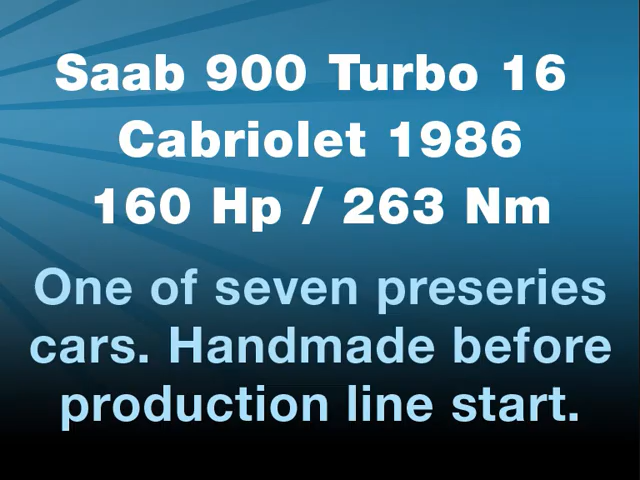 Saab 900 Turbo 16
Cabriolet 1986
160 Hp / 263 Nm
One of seven preseries
cars. Handmade before
production line start.